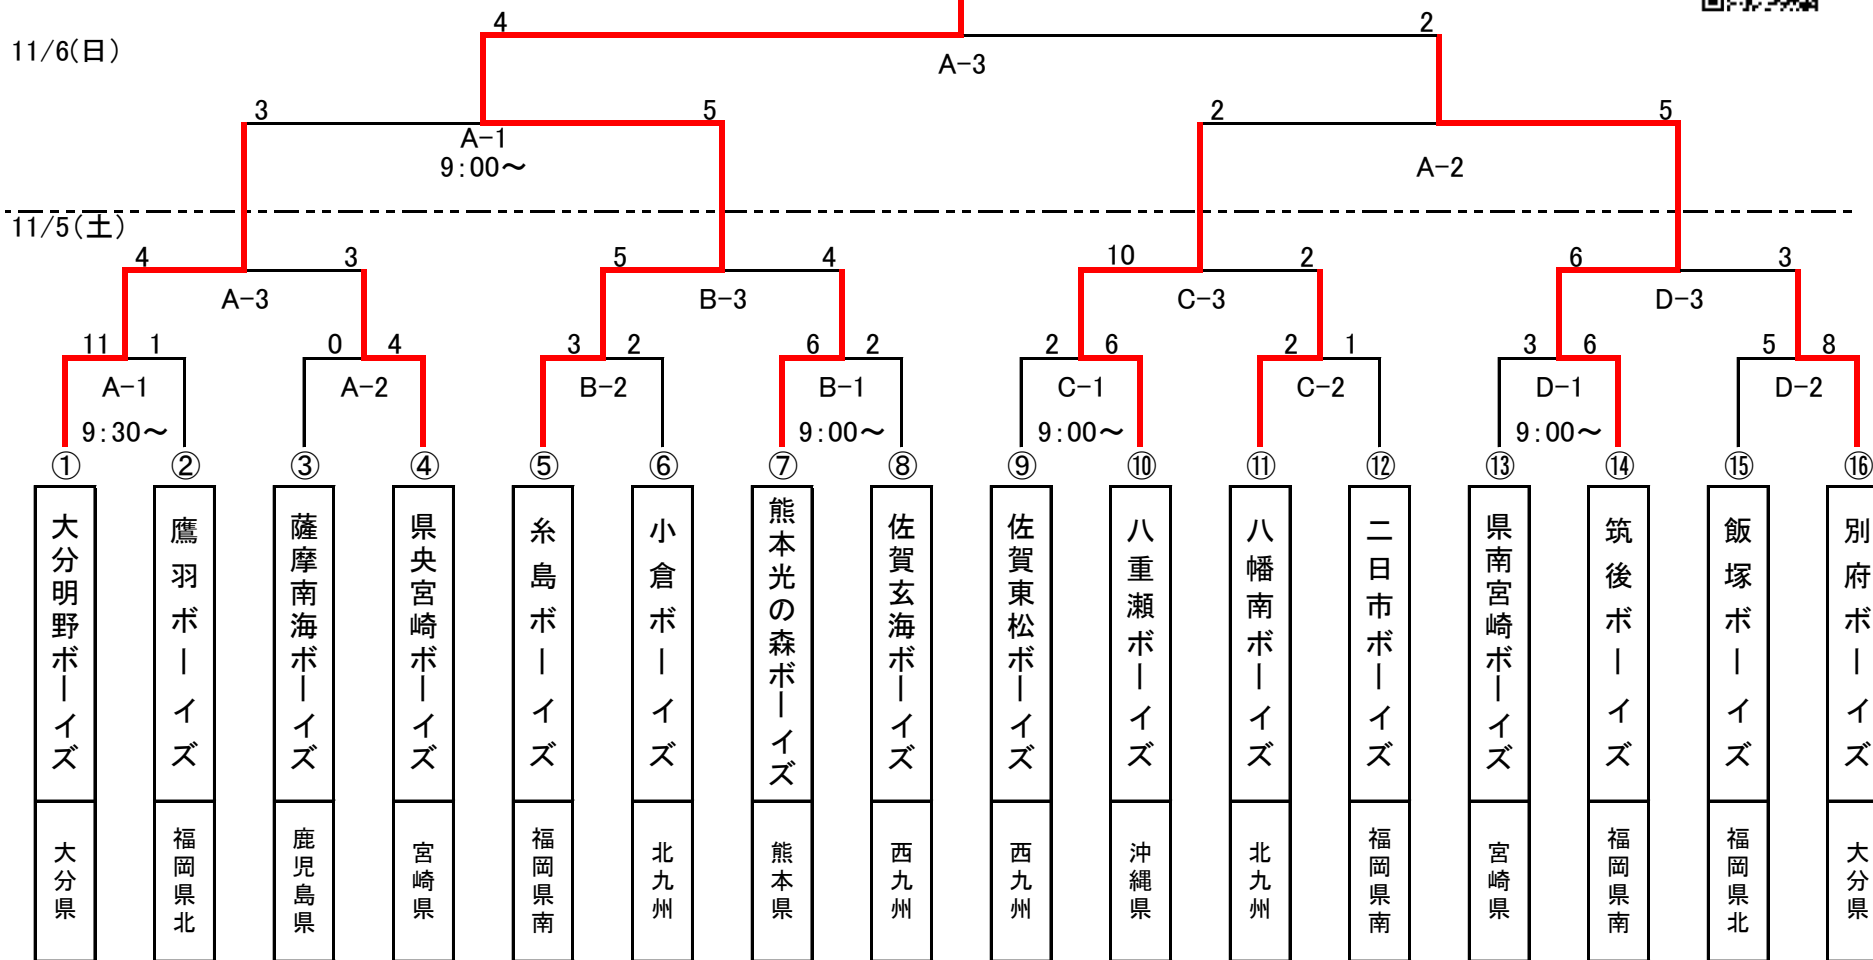 4
2
11/6(日)
A-3
3
5
2
5
A-1
9:00～
A-2
11/5(土)
4
3
5
4
10
2
6
3
A-3
B-3
C-3
D-3
11
1
0
4
3
2
6
2
2
6
2
1
3
6
5
8
A-1
A-2
B-2
B-1
C-1
C-2
D-1
D-2
9:30～
9:00～
9:00～
9:00～
①
②
③
④
⑤
⑥
⑦
⑧
⑨
⑩
⑪
⑫
⑬
⑭
⑮
⑯
大分明野ボーイズ
鷹羽ボーイズ
薩摩南海ボーイズ
県央宮崎ボーイズ
糸島ボーイズ
小倉ボーイズ
熊本光の森ボーイズ
佐賀玄海ボーイズ
佐賀東松ボーイズ
八重瀬ボーイズ
八幡南ボーイズ
二日市ボーイズ
県南宮崎ボーイズ
筑後ボーイズ
飯塚ボーイズ
別府ボーイズ
大分県
福岡県北
鹿児島県
宮崎県
福岡県南
北九州
熊本県
西九州
西九州
沖縄県
北九州
福岡県南
宮崎県
福岡県南
福岡県北
大分県